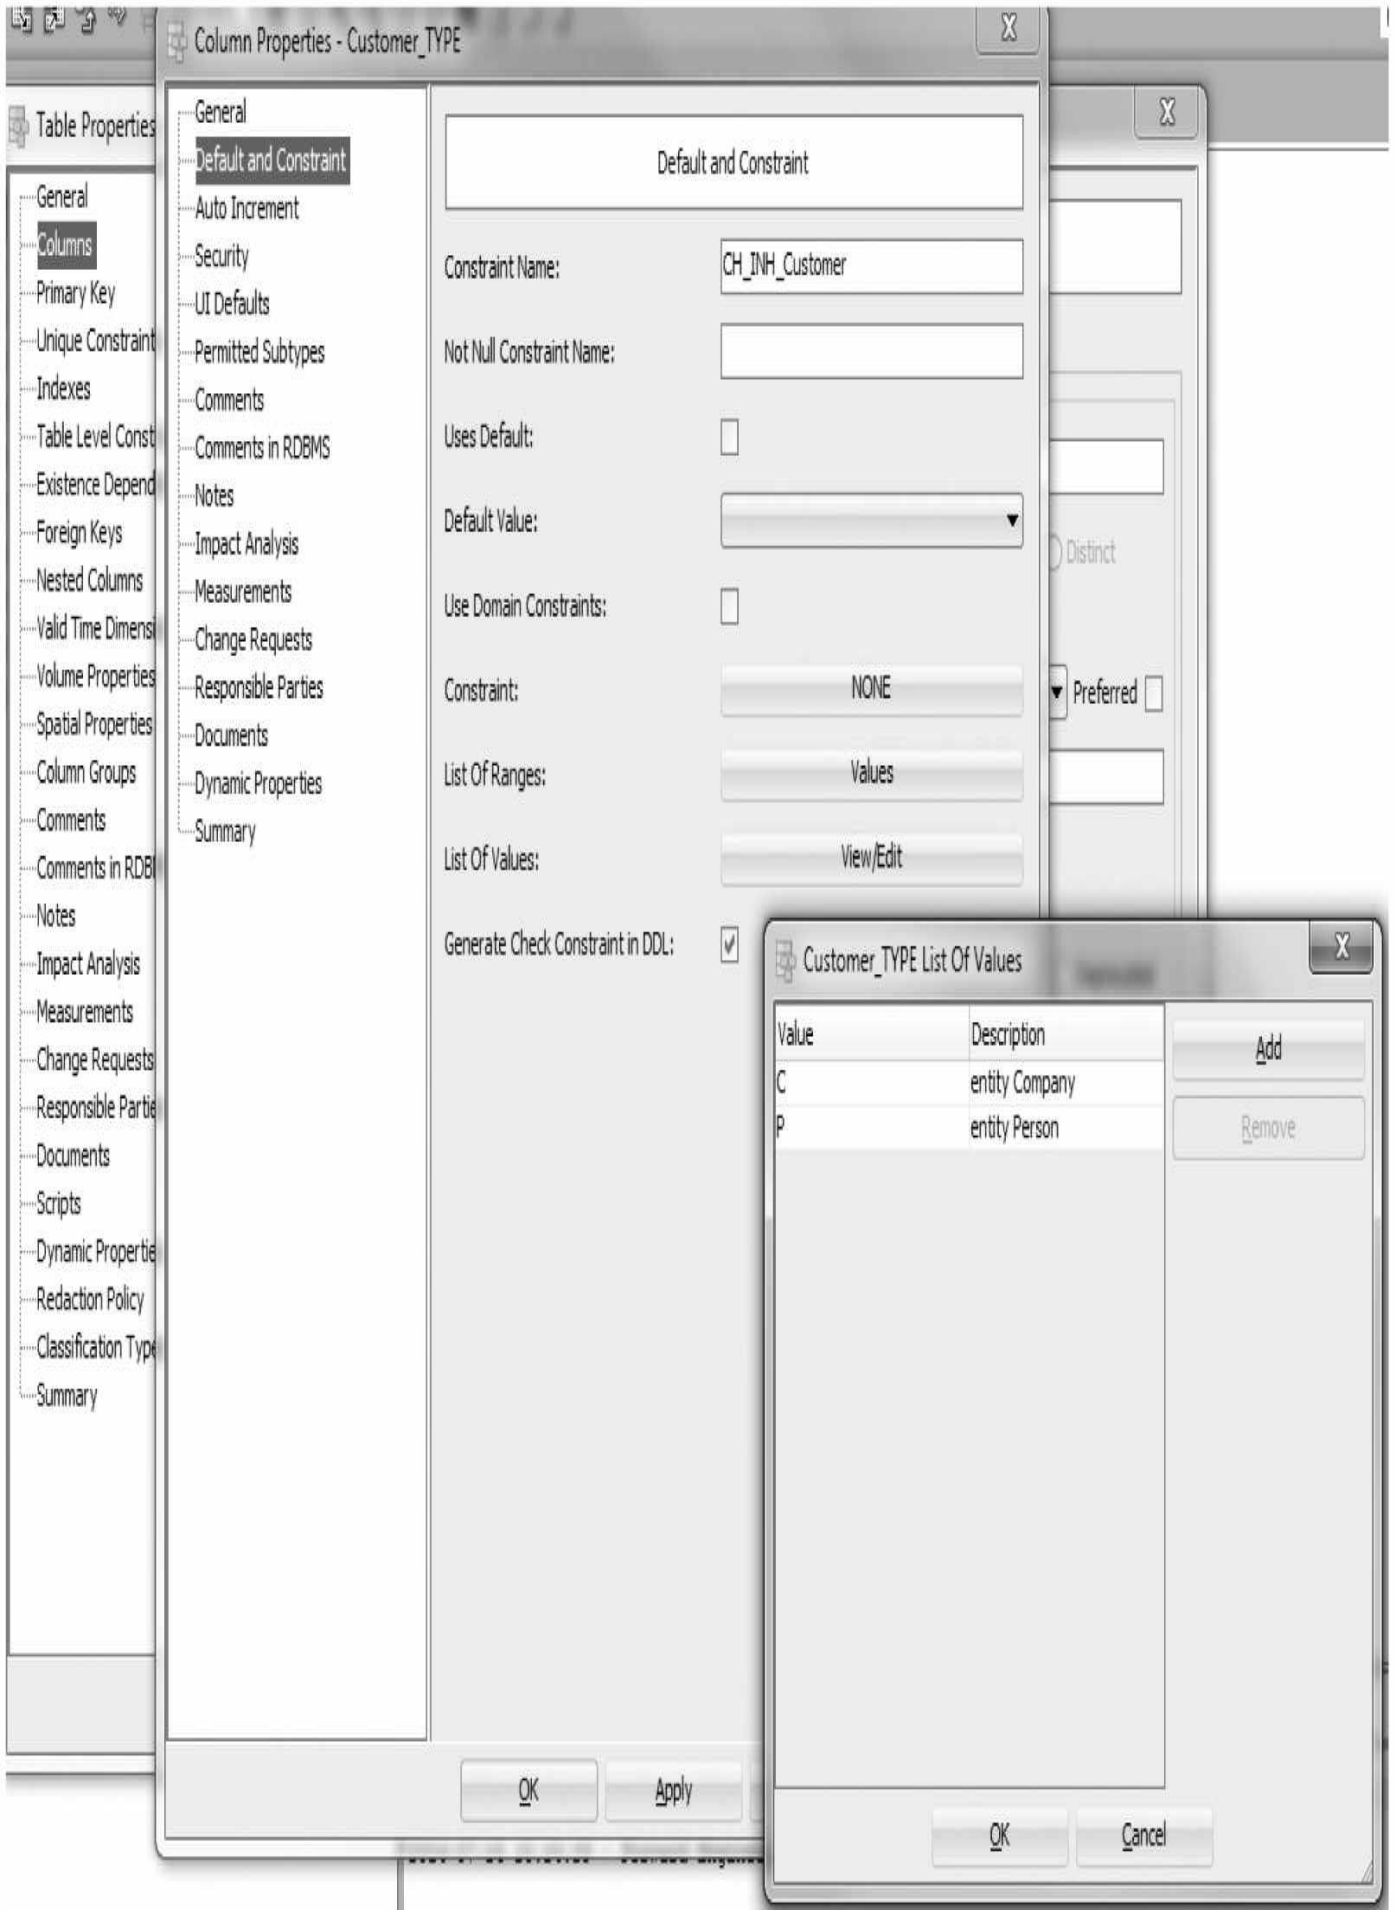 Column Properties - Customer_TYPE
X
General
Default and Constraint
Auto Increment
Security
UI Defaults
Permitted Subtypes
Comments
Comments in RDBMS
Notes
Impact Analysis
Measurements
Change Requests
Responsible Parties
Documents
Dynamic Properties
Summary
Default and Constraint
Constraint Name:
CH_INH_Customer
Not Null Constraint Name:
Uses Default:
Default Value:
Use Domain Constraints:
Constraint:
NONE
List Of Ranges:
Values
List Of Values:
View/Edit
Generate Check Constraint in DDL:
OK
Apply
Table Properties
X
General
Columns
Primary Key
Unique Constraint
Indexes
Table Level Const
Existence Depend
Foreign Keys
Nested Columns
Valid Time Dimensi
Volume Properties
Spatial Properties
Column Groups
Comments
Comments in RDB
Notes
Impact Analysis
Measurements
Change Requests
Responsible Partie
Documents
Scripts
Dynamic Propertie
Redaction Policy
Classification Type
Summary
Distinct
Preferred
Customer_TYPE List Of Values
X
Value Description
C entity Company
P entity Person
Add
Remove
OK
Cancel